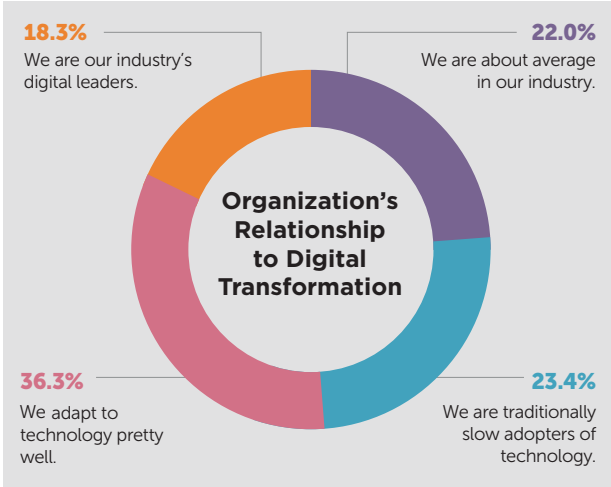 18.3%
We are our industry's
digital leaders.
22.0%
We are about average
in our industry.
Organization's
Relationship
to Digital
Transformation
36.3%
We adapt to
technology pretty
well.
23.4%
We are traditionally
slow adopters of
technology.